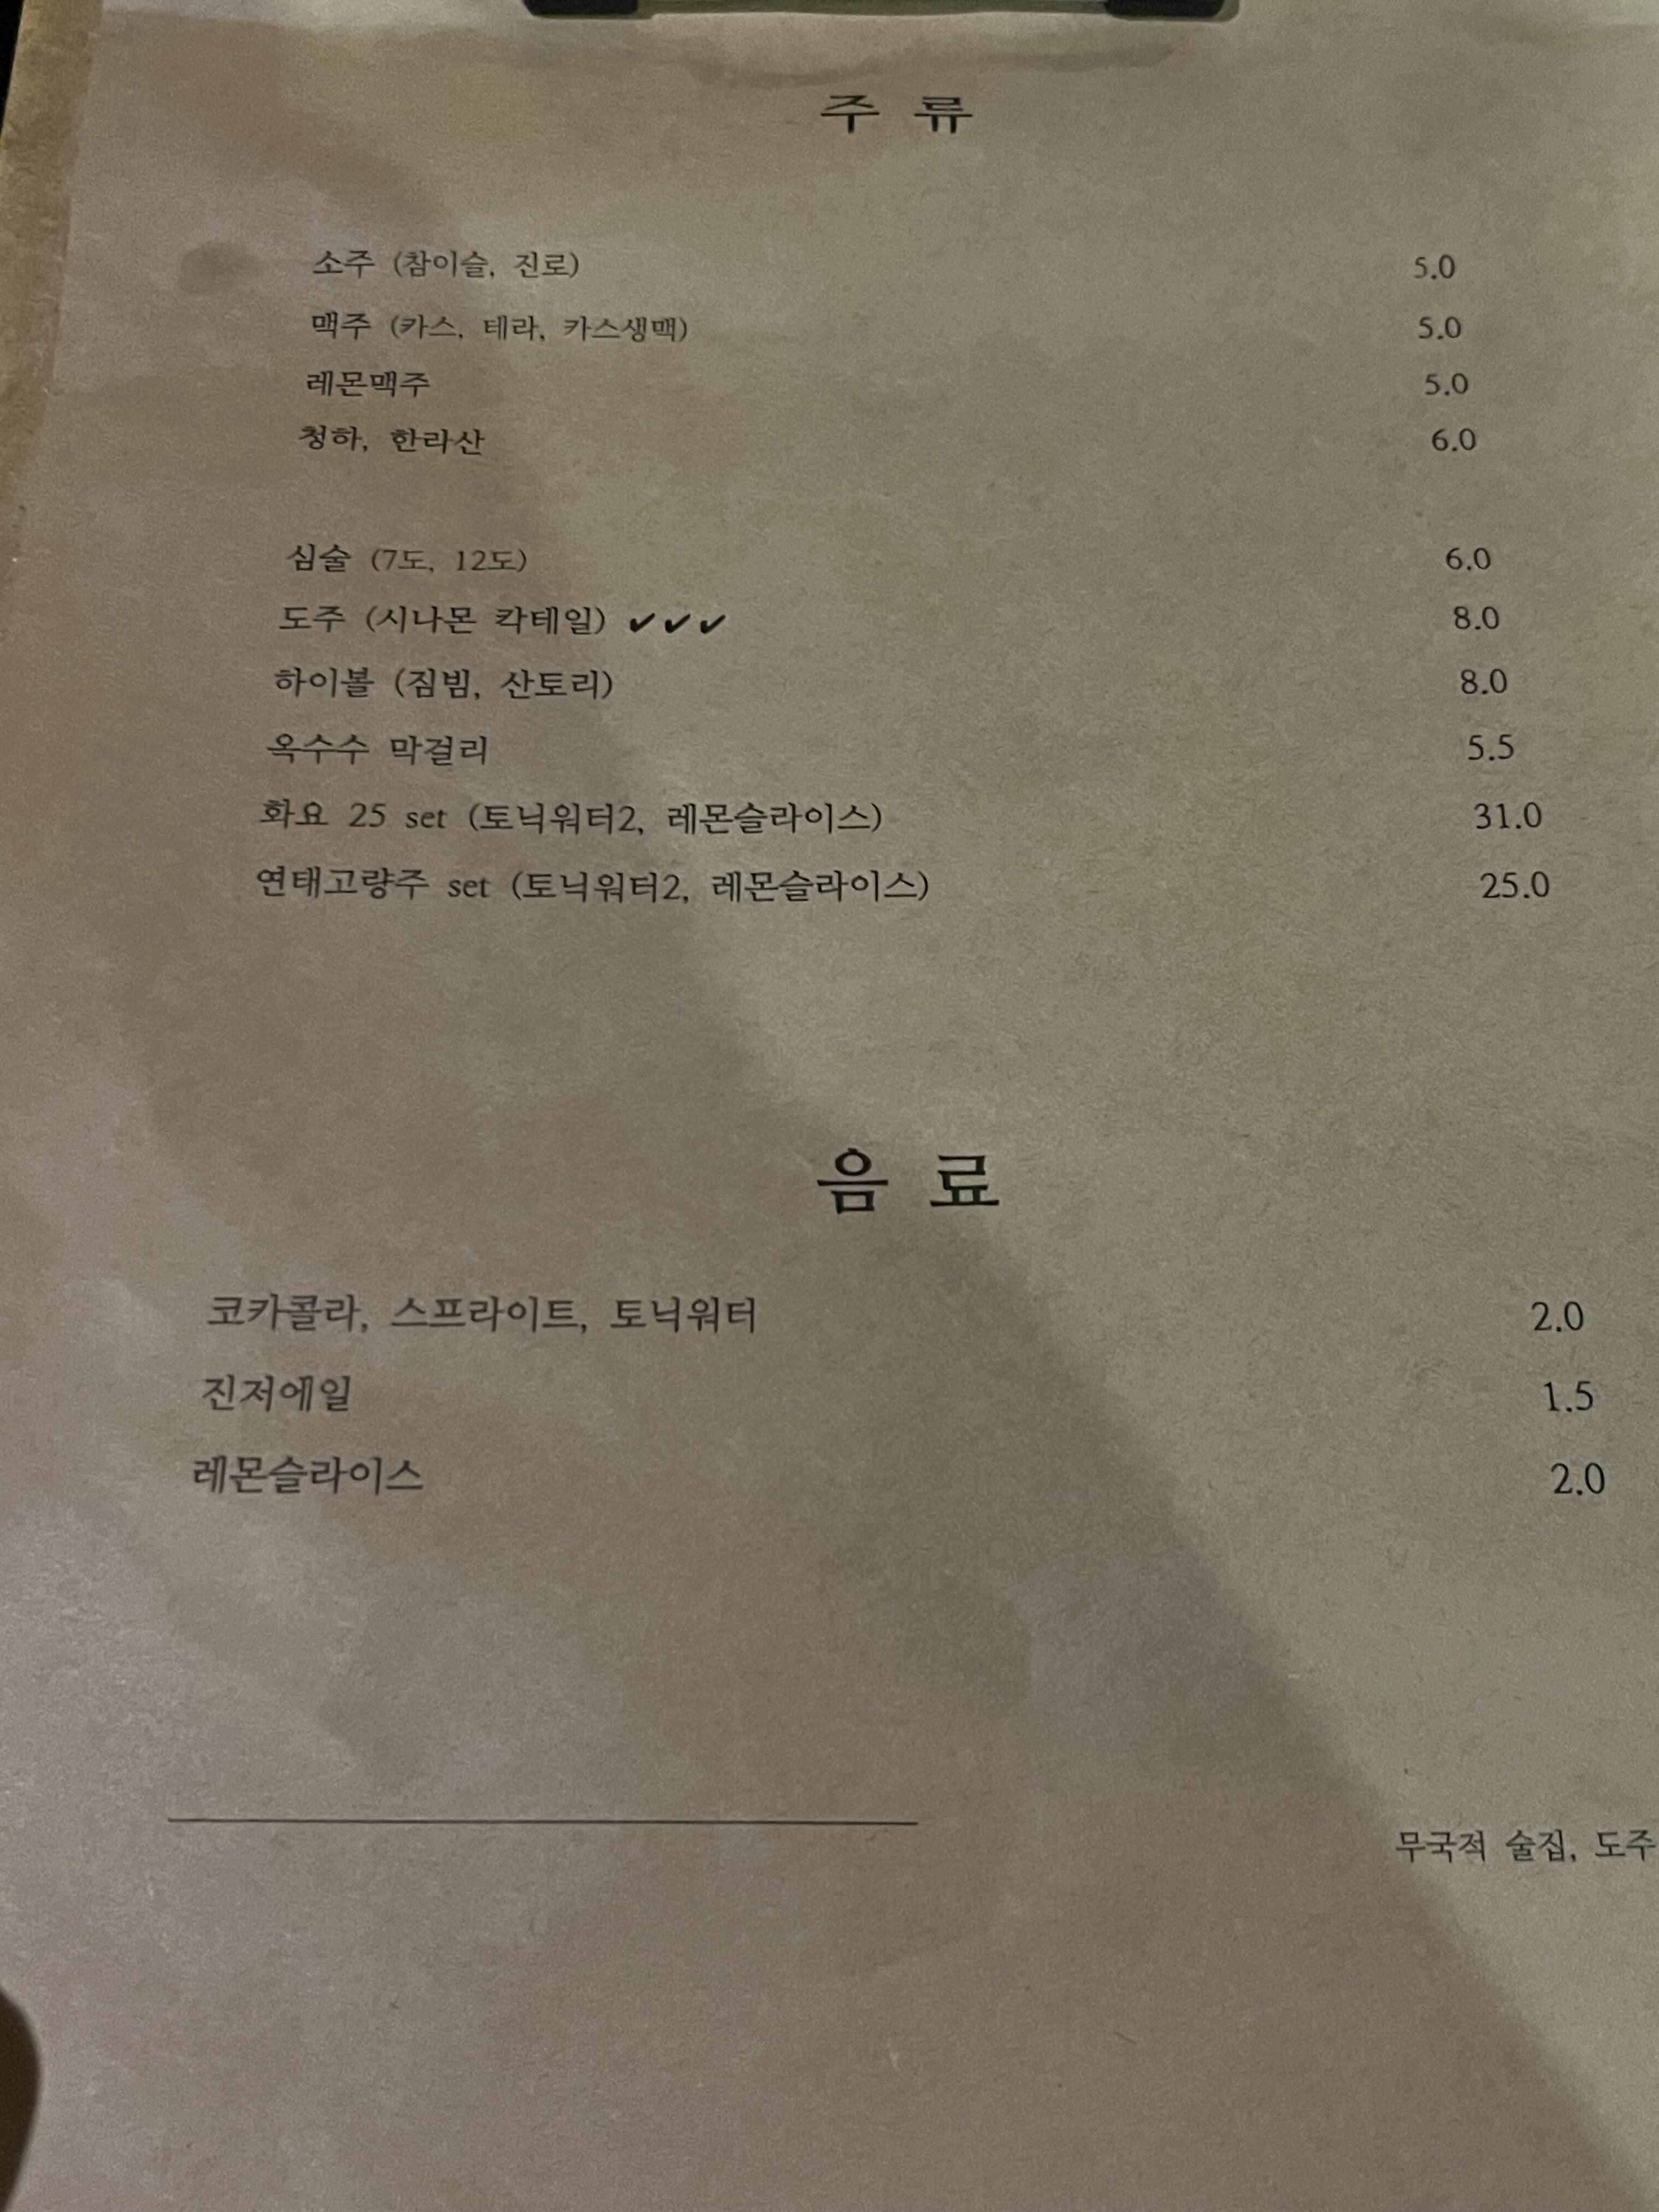 주 류
소주 (참이슬, 진로) 5.0
맥주 (카스, 테라, 카스생맥) 5.0
레몬맥주 5.0
청하, 한라산 6.0
심술 (7도, 12도) 6.0
도주 (시나몬 칵테일) ✔✔✔ 8.0
하이볼 (짐빔, 산토리) 8.0
옥수수 막걸리 5.5
화요 25 set (토닉워터2, 레몬슬라이스) 31.0
연태고량주 set (토닉워터2, 레몬슬라이스) 25.0
음 료
코카콜라, 스프라이트, 토닉워터 2.0
진저에일 1.5
레몬슬라이스 2.0
무국적 술집, 도주